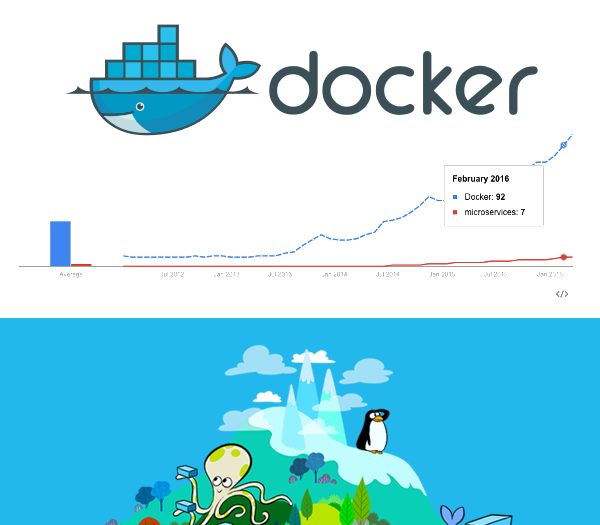 docker
February 2016
Docker: 92
microservices: 7
Average
Jul 2012
Jan 2013
Jul 2013
Jan 2014
Jul 2014
Jan 2015
Jul 2015
Jan 2016
</>